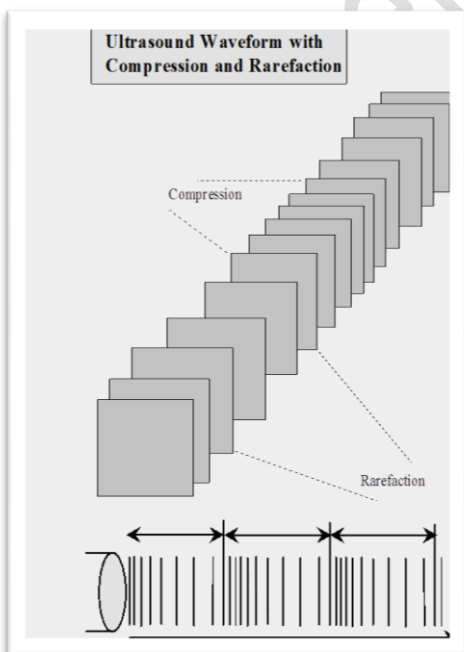 Ultrasound Waveform with
Compression and Rarefaction
Compression
Rarefaction